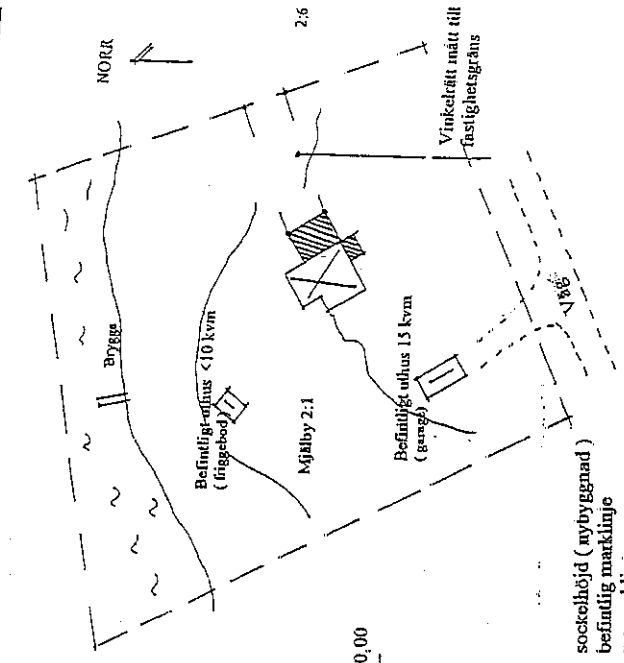 NORR
2:6
Brygga
Befintligt uthus <10 kvm
( friggebod )
Mjälby 2:1
Befintligt uthus 15 kvm
( garage)
Vinkelrätt mått till
fastighetsgräns
Väg
0,00
sockelhöjd ( nybyggnad )
befintlig marklinje